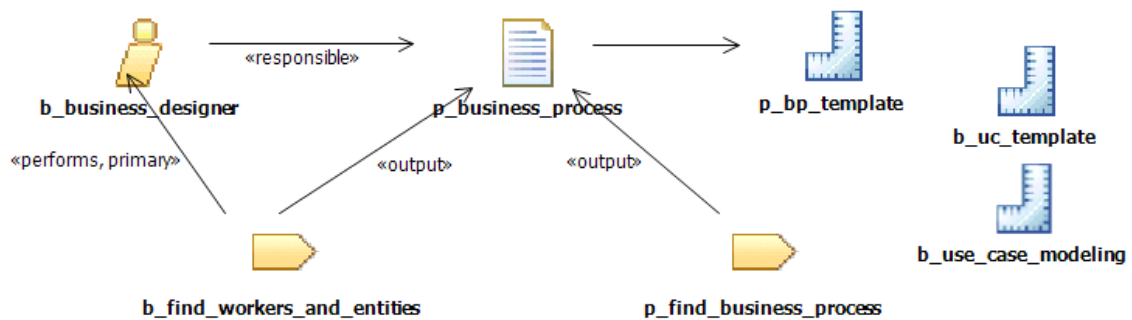 «responsible»
b_business_designer
p_business_process
p_bp_template
b_uc_template
«performs, primary»
«output»
«output»
b_use_case_modeling
b_find_workers_and_entities
p_find_business_process